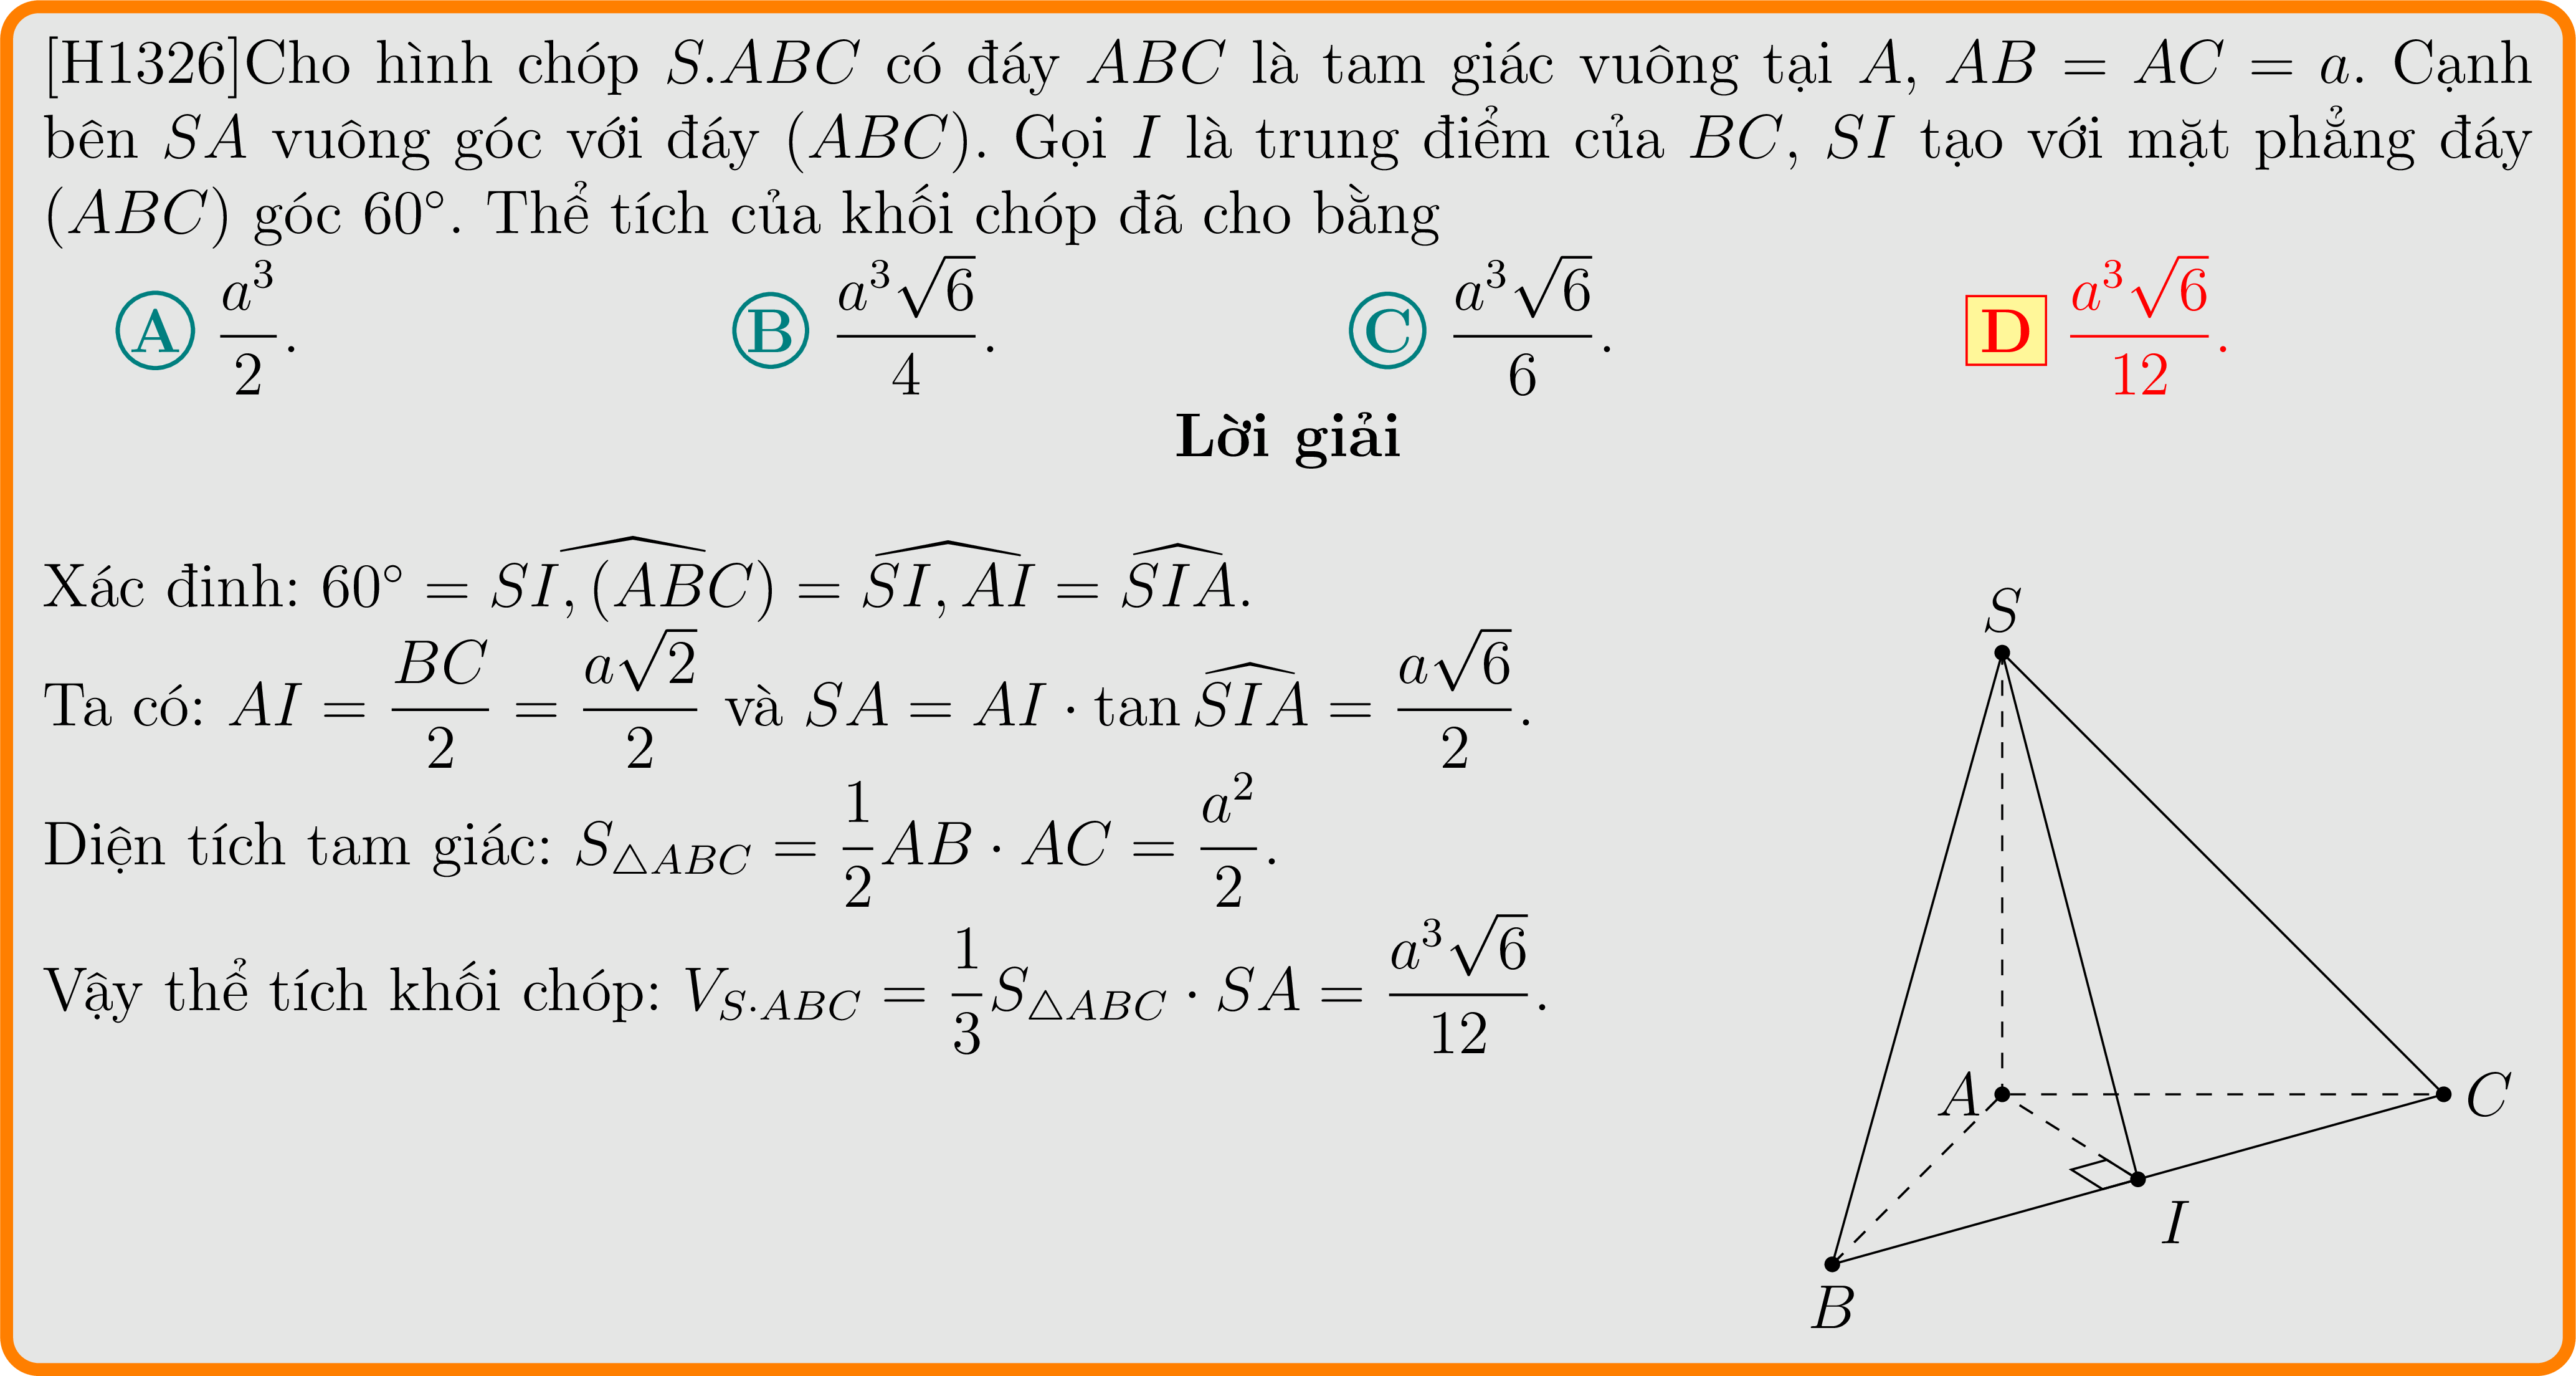 [H1326]Cho hình chóp S.ABC có đáy ABC là tam giác vuông tại A, AB = AC = a. Cạnh
bên SA vuông góc với đáy (ABC). Gọi I là trung điểm của BC, SI tạo với mặt phẳng đáy
(ABC) góc 60°. Thể tích của khối chóp đã cho bằng
A $\frac{a^3}{2}$. B $\frac{a^3\sqrt{6}}{4}$. C $\frac{a^3\sqrt{6}}{6}$. D $\frac{a^3\sqrt{6}}{12}$.
Lời giải
Xác đinh: $60° = \widehat{SI, (ABC)} = \widehat{SI, AI} = \widehat{SIA}$.
Ta có: $AI = \frac{BC}{2} = \frac{a\sqrt{2}}{2}$ và $SA = AI \cdot \tan \widehat{SIA} = \frac{a\sqrt{6}}{2}$.
Diện tích tam giác: $S_{\triangle ABC} = \frac{1}{2}AB \cdot AC = \frac{a^2}{2}$.
Vậy thể tích khối chóp: $V_{S \cdot ABC} = \frac{1}{3}S_{\triangle ABC} \cdot SA = \frac{a^3\sqrt{6}}{12}$.
S
A
C
I
B